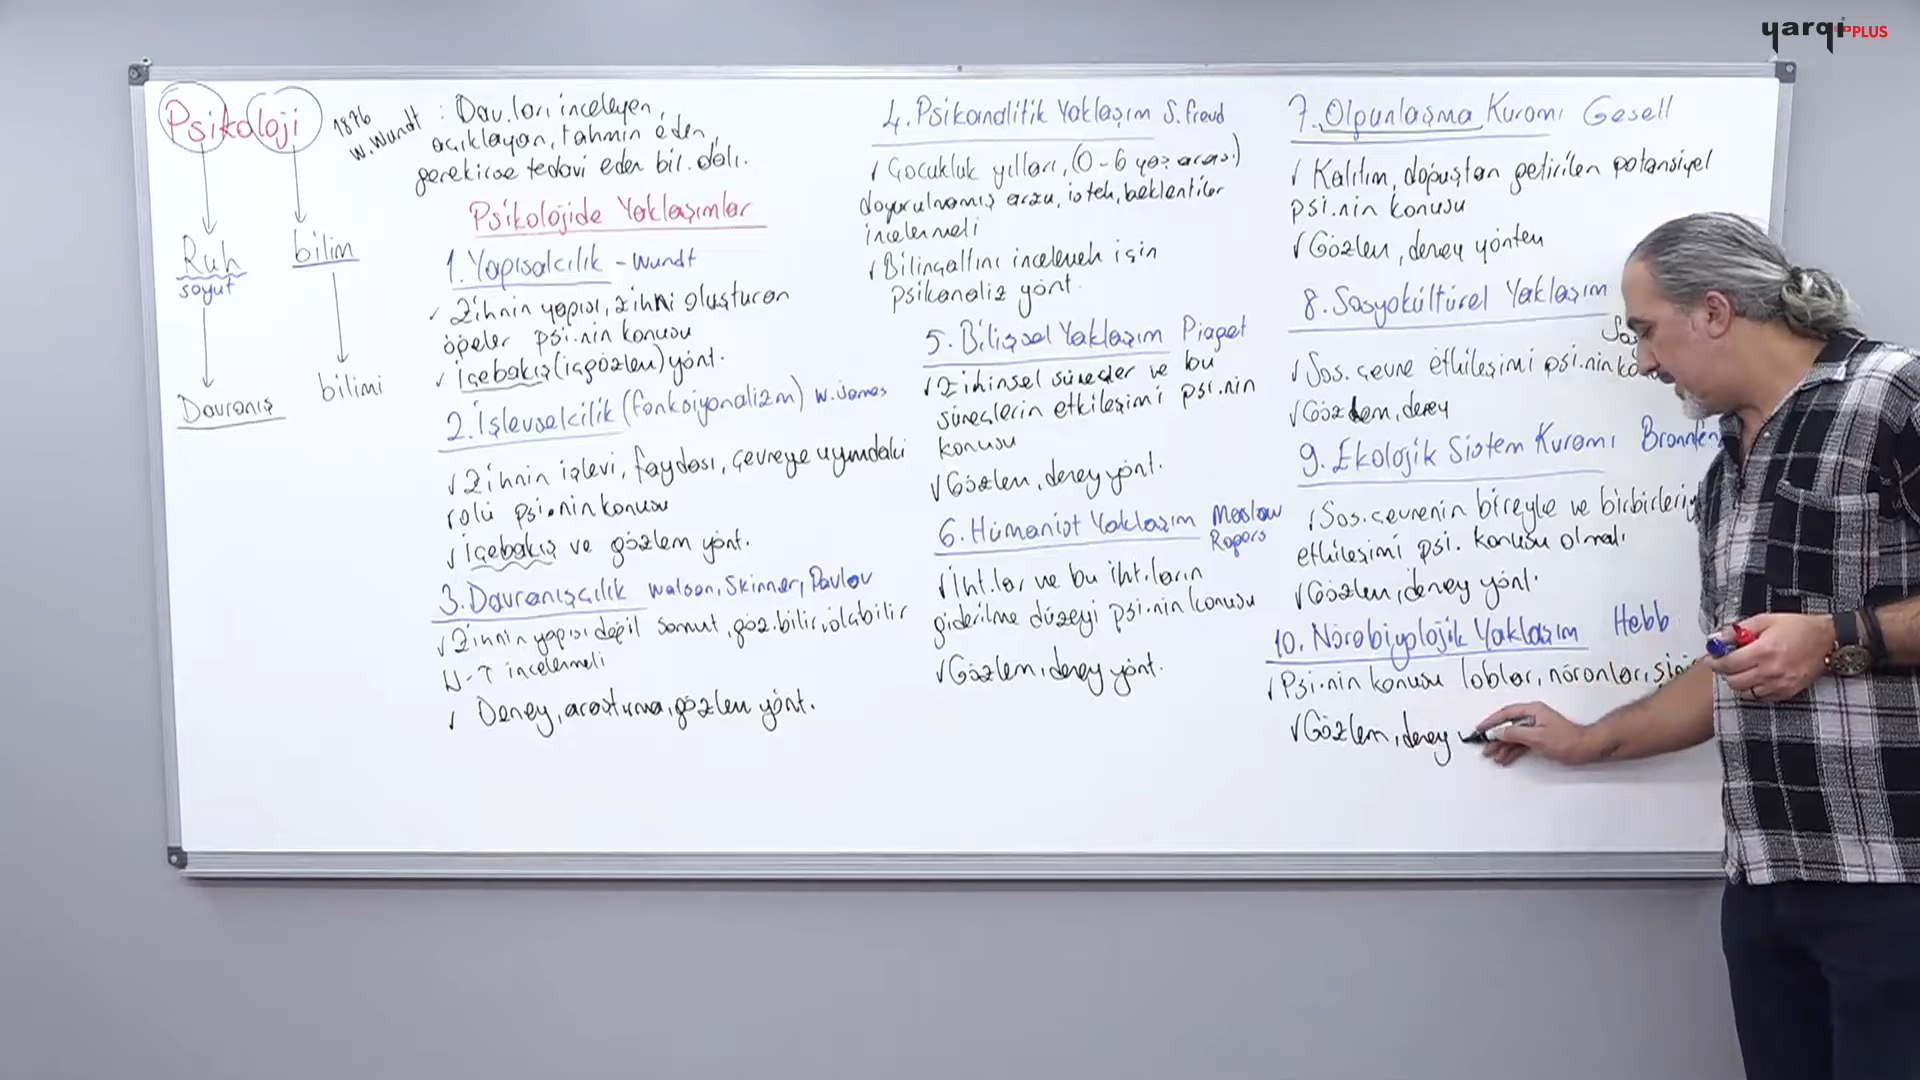 yarqı PLUS
Psikoloji
1876
W. Wundt
: Dav.ları inceleyen,
açıklayan, tahmin eden,
gerekirse tedavi eden bil. dalı.
Ruh
soyut
Davranış
bilim
bilimi
Psikolojide Yaklaşımlar
1. Yapısalcılık - Wundt
✓ Zihnin yapısı, zihni oluşturan
öğeler psi.nin konusu
✓ İçebakış (içgözlem) yönt.
2. İşlevselcilik (fonksiyonalizm) W. James
✓ Zihnin işlevi, faydası, çevreye uyumdaki
rolü psi.nin konusu
✓ İçebakış ve gözlem yönt.
3. Davranışçılık Watson, Skinner, Pavlov
✓ Zihnin yapısı değil somut, göz.bilir, ölç.bilir
U-T incelenmeli
✓ Deney, araştırma, gözlem yönt.
4. Psikanalitik Yaklaşım S. Freud
✓ Çocukluk yılları, (0-6 yaş arası)
doyurulmamış arzu, istek, beklentiler
incelenmeli
✓ Bilinçaltını incelemek için
psikanaliz yönt.
5. Bilişsel Yaklaşım Piaget
✓ Zihinsel süreçler ve bu
süreçlerin etkileşimi psi.nin
konusu
✓ Gözlem, deney yönt.
6. Hümanist Yaklaşım Maslow
Rogers
✓ İht.lar ve bu iht.ların
giderilme düzeyi psi.nin konusu
✓ Gözlem, deney yönt.
7. Olgunlaşma Kuramı Gesell
✓ Kalıtım, doğuştan getirilen potansiyel
psi.nin konusu
✓ Gözlem, deney yöntem
8. Sosyokültürel Yaklaşım
✓ Sos. çevre etkileşimi psi.nin
✓ Gözlem, deney
9. Ekolojik Sistem Kuramı Bronfen
✓ Sos. çevrenin bireyle ve birbirleriy
etkileşimi psi. konusu olmalı
✓ Gözlem, deney yönt.
10. Nörobiyolojik Yaklaşım Hebb
✓ Psi.nin konusu loblar, nöronlar, sin
✓ Gözlem, deney